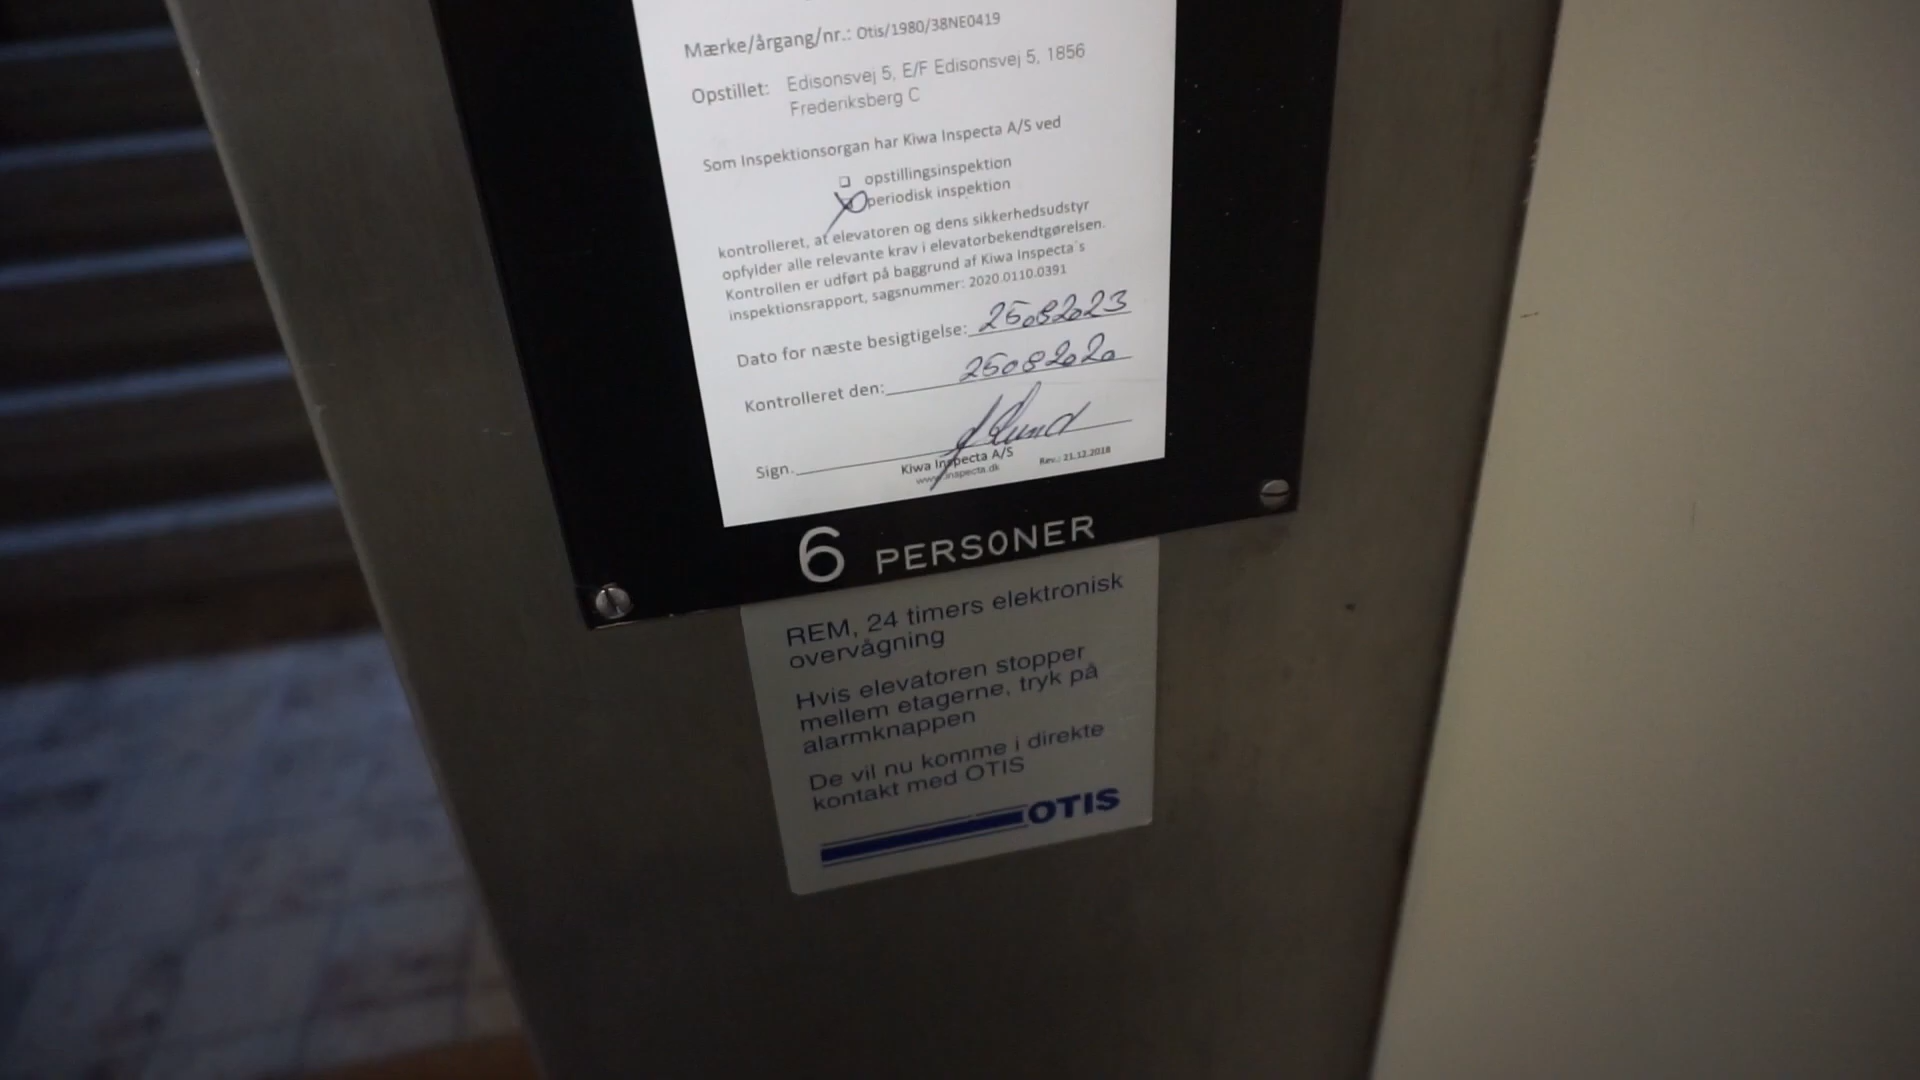 Mærke/årgang/nr.: Otis/1980/38NE0419
Opstillet: Edisonsvej 5, E/F Edisonsvej 5, 1856
Frederiksberg C
Som Inspektionsorgan har Kiwa Inspecta A/S ved
opstillingsinspektion
periodisk inspektion
kontrolleret, at elevatoren og dens sikkerhedsudstyr
opfylder alle relevante krav i elevatorbekendtgørelsen.
Kontrollen er udført på baggrund af Kiwa Inspecta´s
inspektionsrapport, sagsnummer: 2020.0110.0391
Dato for næste besigtigelse: 25082023
Kontrolleret den: 25082020
Sign.
Kiwa Inspecta A/S Rev.: 21.12.2018
www.inspecta.dk
6 PERSONER
REM, 24 timers elektronisk
overvågning
Hvis elevatoren stopper
mellem etagerne, tryk på
alarmknappen
De vil nu komme i direkte
kontakt med OTIS
OTIS